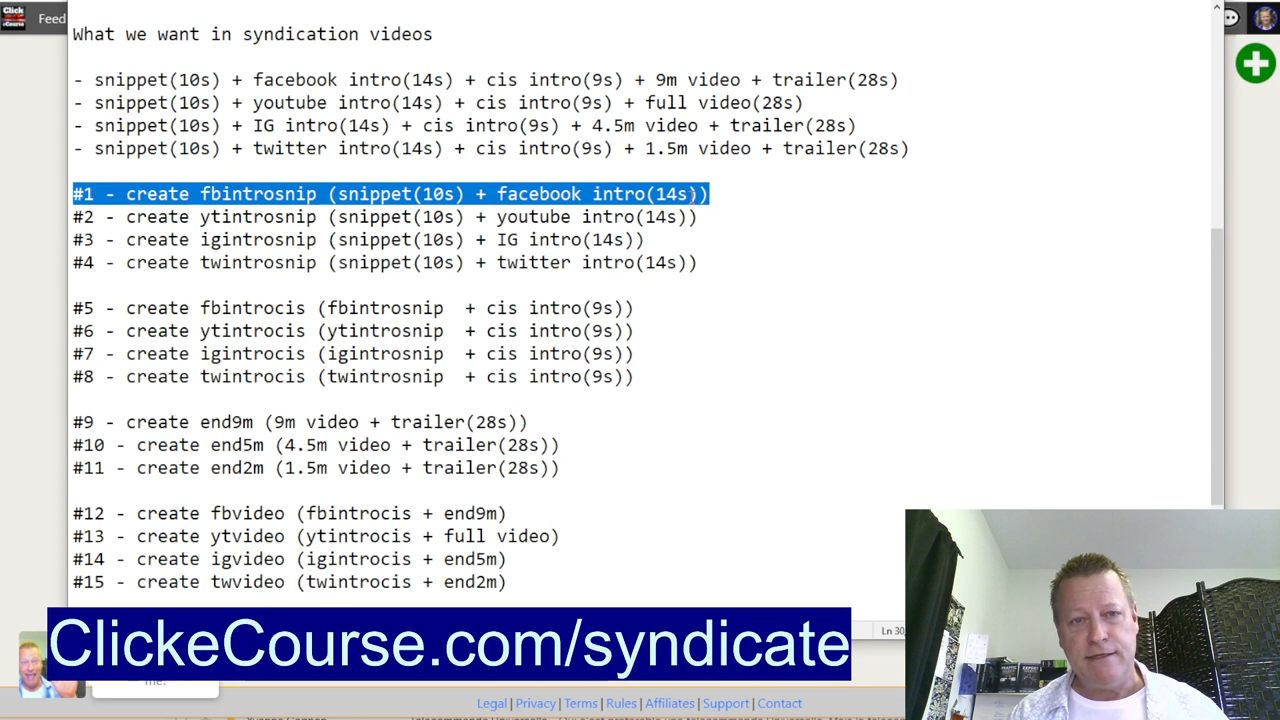 Click
eCourse
Feed
What we want in syndication videos
- snippet(10s) + facebook intro(14s) + cis intro(9s) + 9m video + trailer(28s)
- snippet(10s) + youtube intro(14s) + cis intro(9s) + full video(28s)
- snippet(10s) + IG intro(14s) + cis intro(9s) + 4.5m video + trailer(28s)
- snippet(10s) + twitter intro(14s) + cis intro(9s) + 1.5m video + trailer(28s)
#1 - create fbintrosnip (snippet(10s) + facebook intro(14s))
#2 - create ytintrosnip (snippet(10s) + youtube intro(14s))
#3 - create igintrosnip (snippet(10s) + IG intro(14s))
#4 - create twintrosnip (snippet(10s) + twitter intro(14s))
#5 - create fbintrocis (fbintrosnip  + cis intro(9s))
#6 - create ytintrocis (ytintrosnip  + cis intro(9s))
#7 - create igintrocis (igintrosnip  + cis intro(9s))
#8 - create twintrocis (twintrosnip  + cis intro(9s))
#9 - create end9m (9m video + trailer(28s))
#10 - create end5m (4.5m video + trailer(28s))
#11 - create end2m (1.5m video + trailer(28s))
#12 - create fbvideo (fbintrocis + end9m)
#13 - create ytvideo (ytintrocis + full video)
#14 - create igvideo (igintrocis + end5m)
#15 - create twvideo (twintrocis + end2m)
Ln 30,
ClickeCourse.com/syndicate
me.
Legal | Privacy | Terms | Rules | Affiliates | Support | Contact